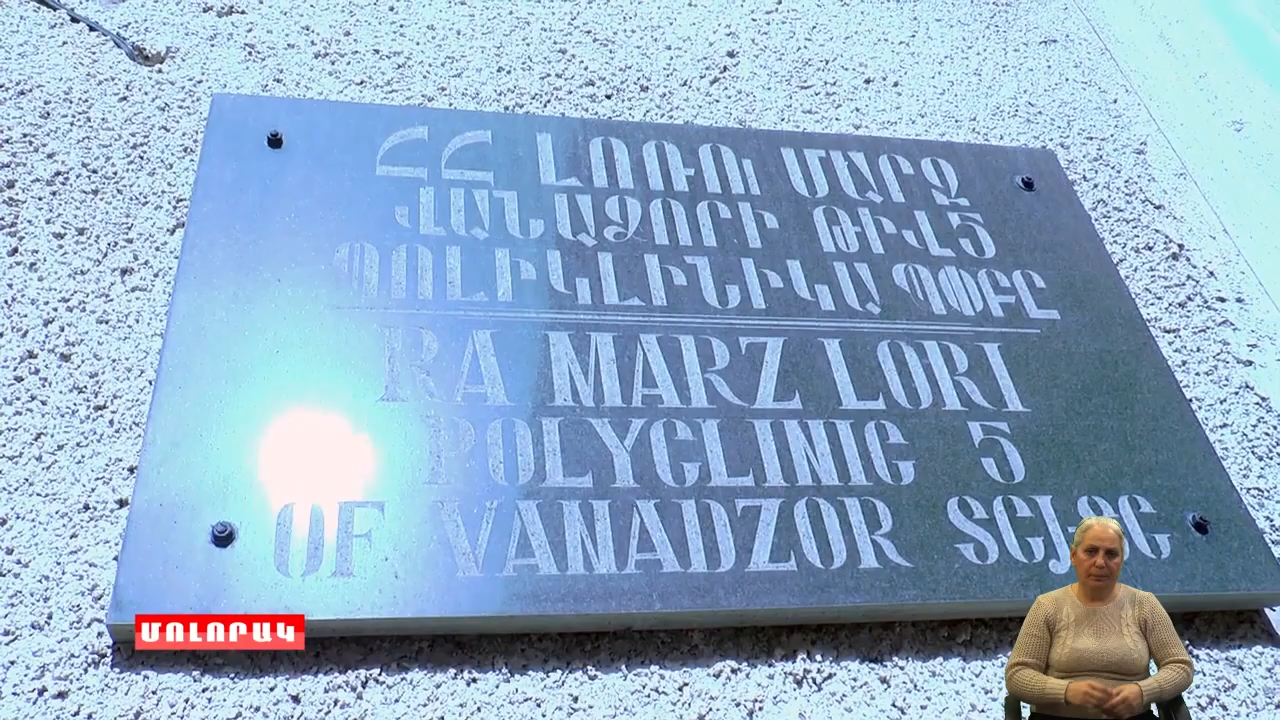 ՀՀ ԼՈՌՈՒ ՄԱՐԶ
ՎԱՆԱՁՈՐԻ ԹԻՎ 5
ՊՈԼԻԿԼԻՆԻԿԱ ՊՓԲԸ
RA MARZ LORI
POLYCLINIC 5
OF VANADZOR SCJSC
ՄՈԼՈՐԱԿ